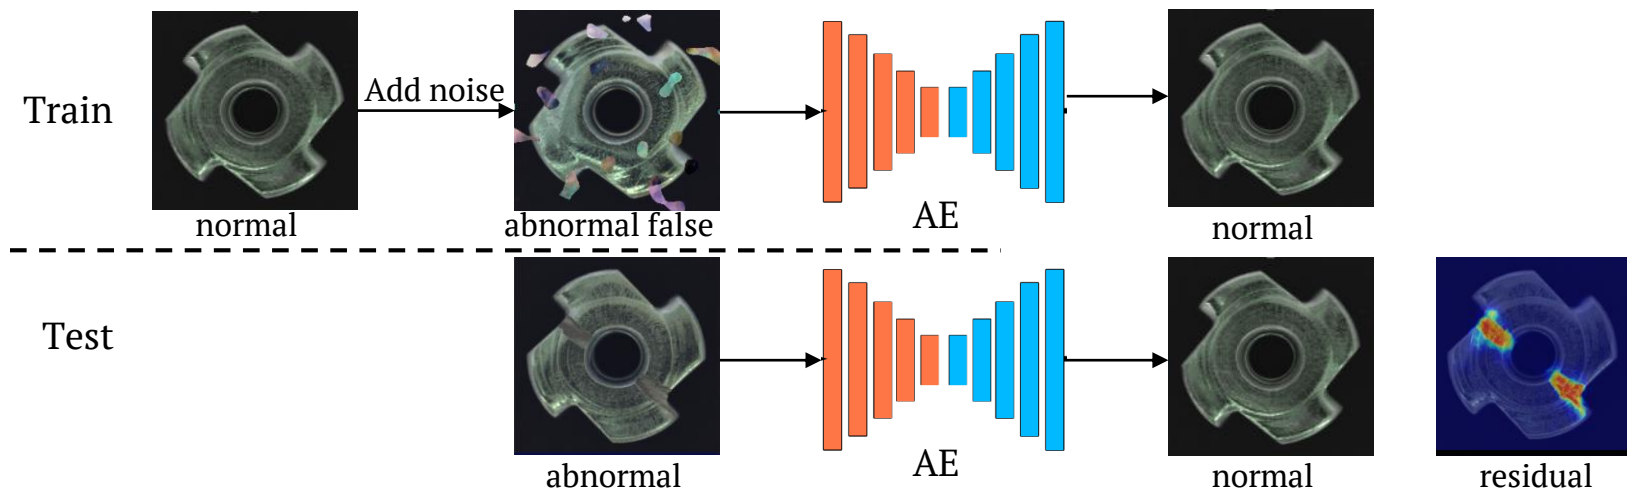 Train
Add noise
normal
abnormal false
AE
normal
Test
abnormal
AE
normal
residual